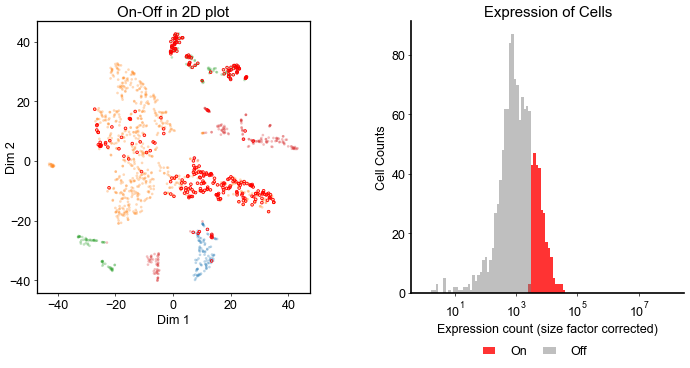 On-Off in 2D plot
40
20
0
−20
−40
Dim 2
−40 −20 0 20 40
Dim 1
Expression of Cells
80
60
40
20
0
Cell Counts
10^1 10^3 10^5 10^7
Expression count (size factor corrected)
On Off